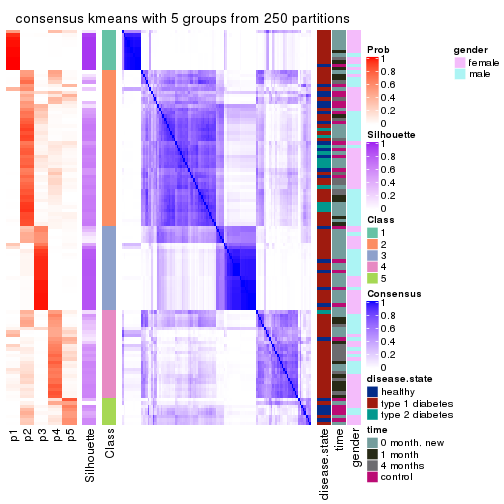 consensus kmeans with 5 groups from 250 partitions
Prob
1
0.8
0.6
0.4
0.2
0
gender
female
male
Silhouette
1
0.8
0.6
0.4
0.2
0
Class
1
2
3
4
5
Consensus
1
0.8
0.6
0.4
0.2
0
disease.state
healthy
type 1 diabetes
type 2 diabetes
time
0 month. new
1 month
4 months
control
p1
p2
p3
p4
p5
Silhouette
Class
disease.state
time
gender